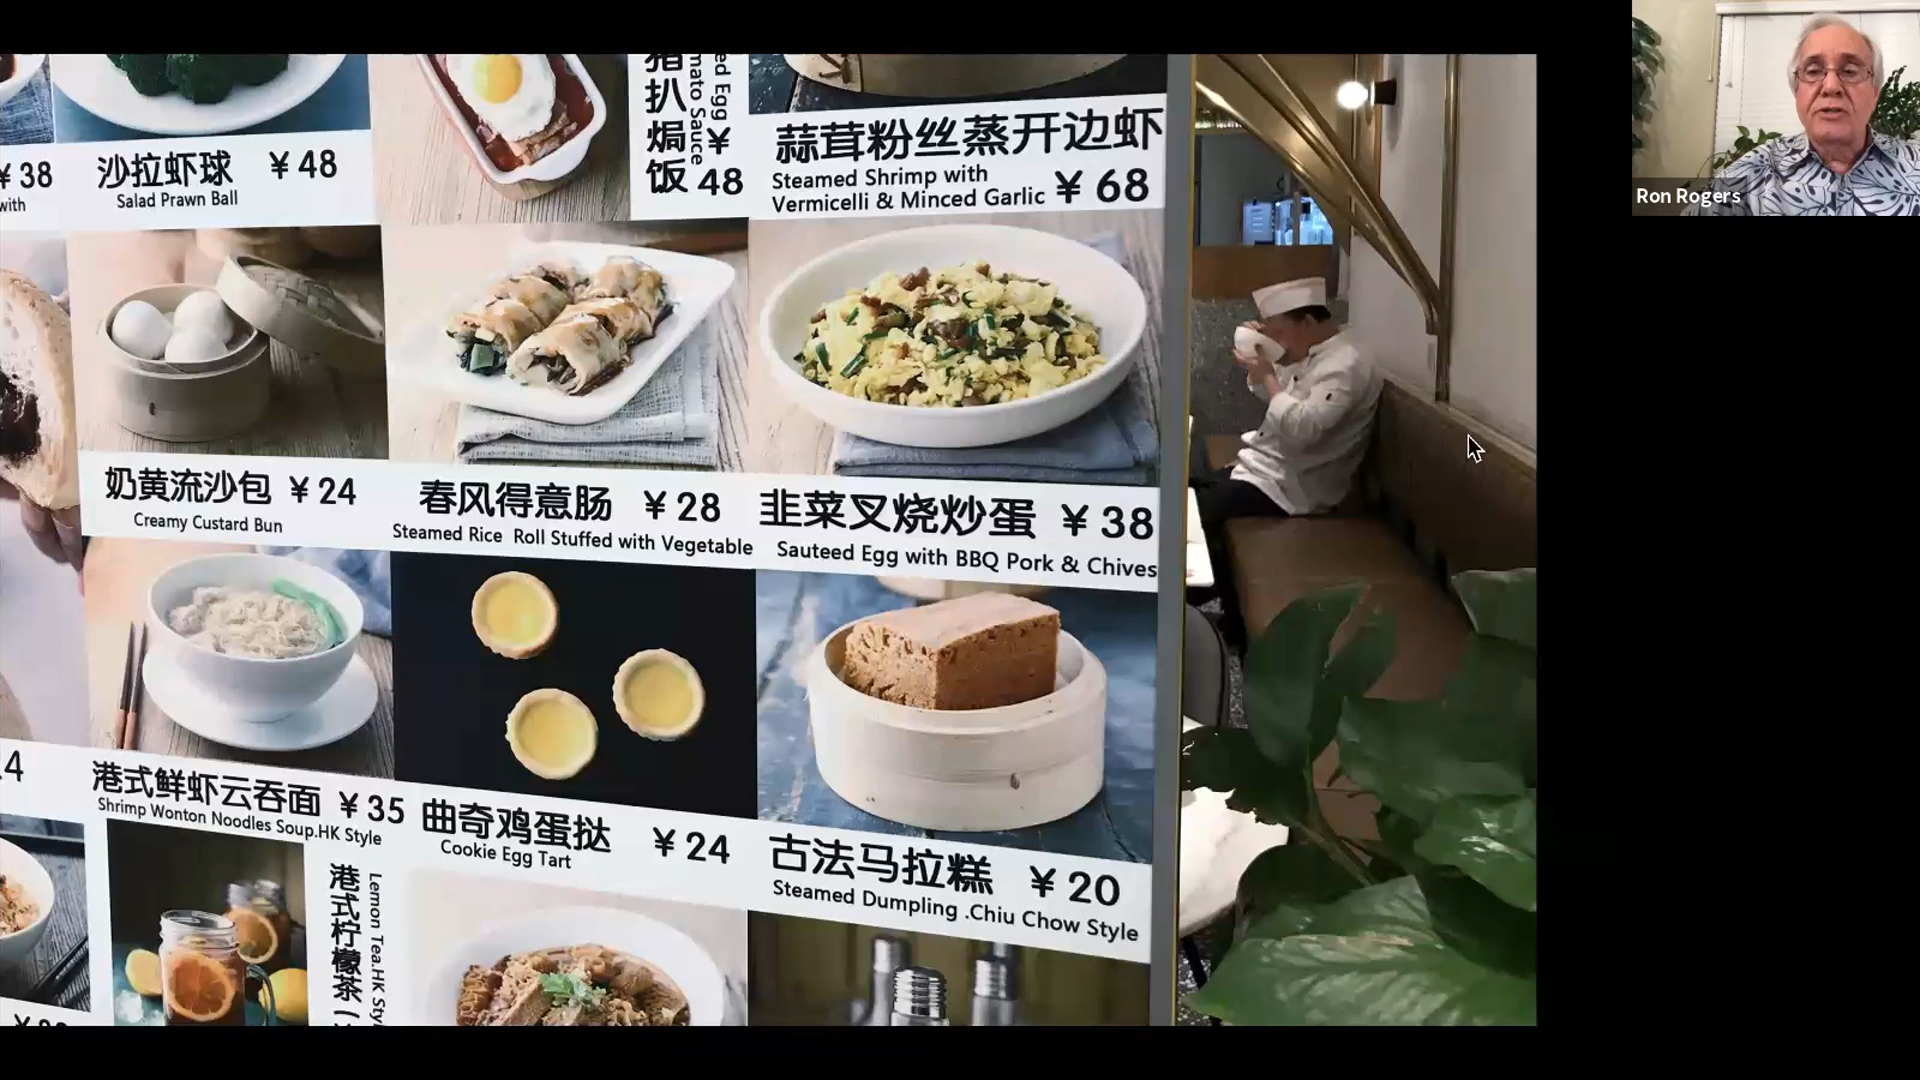 ¥38
with
沙拉虾球 ¥48
Salad Prawn Ball
猪扒焗饭
ed Egg
mato Sauce
¥48
蒜茸粉丝蒸开边虾
Steamed Shrimp with
Vermicelli & Minced Garlic ¥68
Ron Rogers
奶黄流沙包 ¥24
Creamy Custard Bun
春风得意肠 ¥28
Steamed Rice Roll Stuffed with Vegetable
韭菜叉烧炒蛋 ¥38
Sauteed Egg with BBQ Pork & Chives
4
港式鲜虾云吞面 ¥35
Shrimp Wonton Noodles Soup.HK Style
曲奇鸡蛋挞 ¥24
Cookie Egg Tart
古法马拉糕 ¥20
Steamed Dumpling .Chiu Chow Style
港式柠檬茶(
Lemon Tea.HK Styl